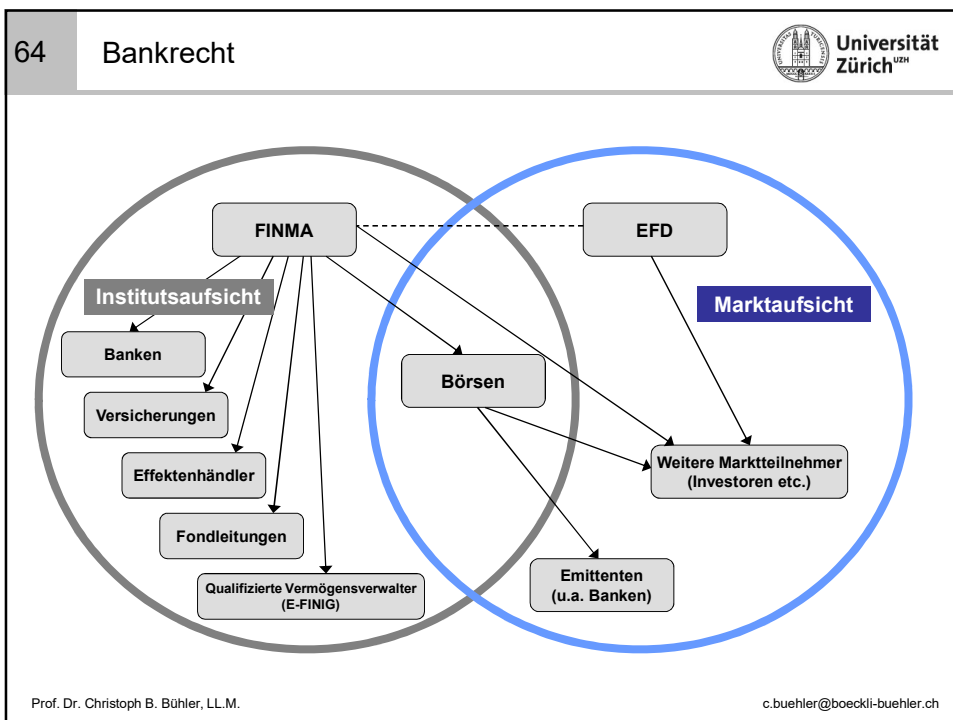 64
Bankrecht
Universität
Zürich UZH
FINMA
EFD
Institutsaufsicht
Marktaufsicht
Banken
Börsen
Versicherungen
Effektenhändler
Weitere Marktteilnehmer
(Investoren etc.)
Fondleitungen
Qualifizierte Vermögensverwalter
(E-FINIG)
Emittenten
(u.a. Banken)
Prof. Dr. Christoph B. Bühler, LL.M.
c.buehler@boeckli-buehler.ch